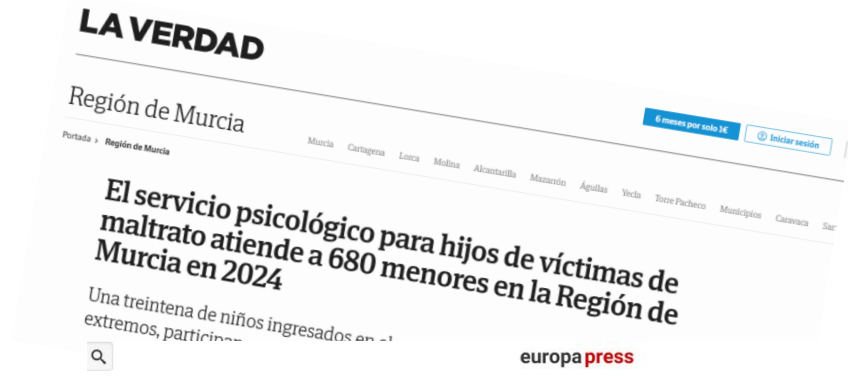 LA VERDAD
Región de Murcia
6 meses por solo 1€
Iniciar sesión
Portada > Región de Murcia
Murcia Cartagena Lorca Molina Alcantarilla Mazarrón Águilas Yecla Torre Pacheco Municipios Caravaca
El servicio psicológico para hijos de víctimas de
maltrato atiende a 680 menores en la Región de
Murcia en 2024
Una treintena de niños ingresados en el
extremos,
europapress